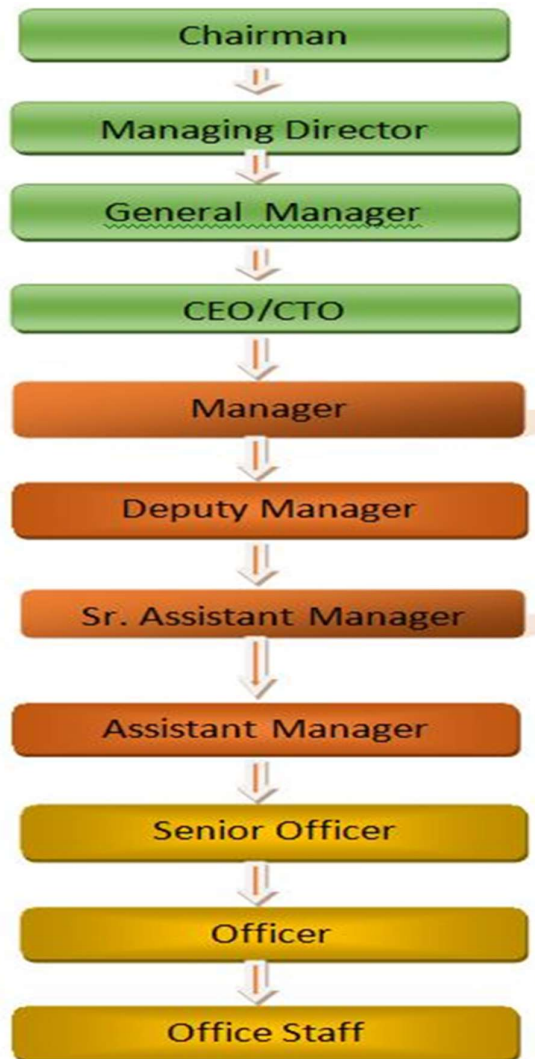 Chairman
Managing Director
General Manager
CEO/CTO
Manager
Deputy Manager
Sr. Assistant Manager
Assistant Manager
Senior Officer
Officer
Office Staff